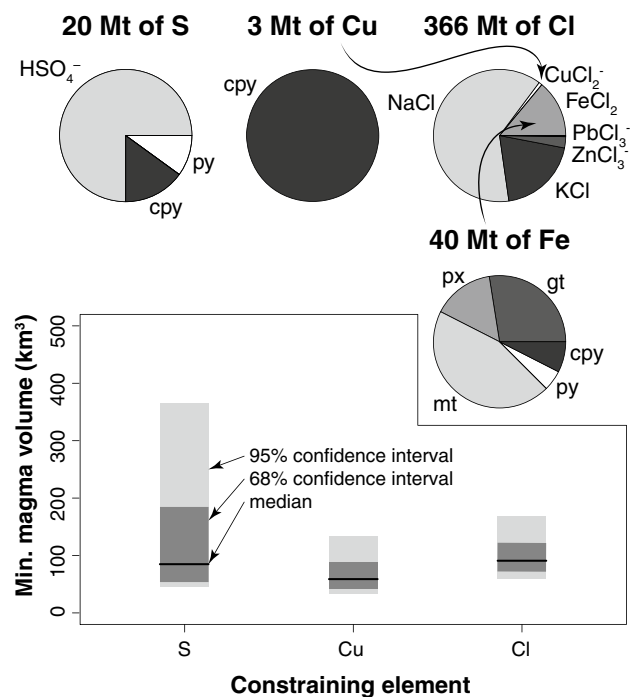 20 Mt of S
3 Mt of Cu
366 Mt of Cl
HSO₄⁻
py
cpy
cpy
NaCl
CuCl₂⁻
FeCl₂
PbCl₃⁻
ZnCl₃⁻
KCl
40 Mt of Fe
px
gt
cpy
py
mt
Min. magma volume (km³)
500
400
300
200
100
0
95% confidence interval
68% confidence interval
median
S
Cu
Cl
Constraining element